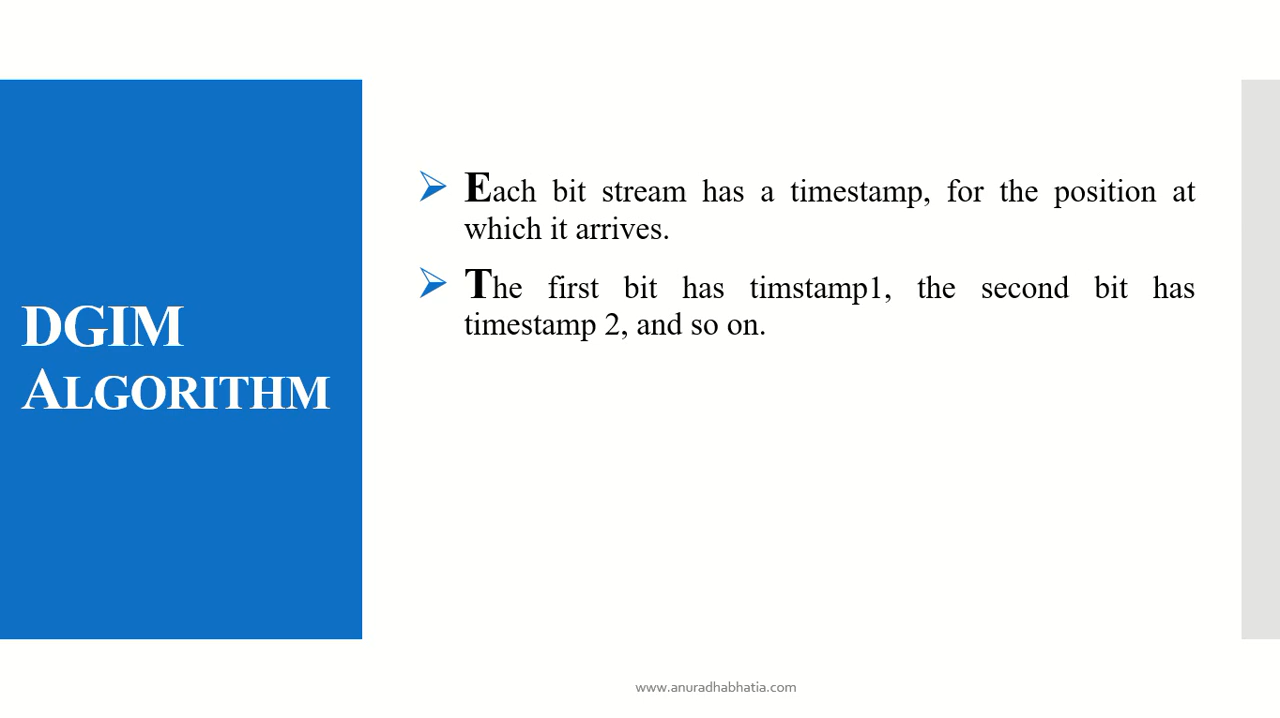 DGIM
ALGORITHM
Each bit stream has a timestamp, for the position at
which it arrives.
The first bit has timstamp1, the second bit has
timestamp 2, and so on.
www.anuradhabhatia.com